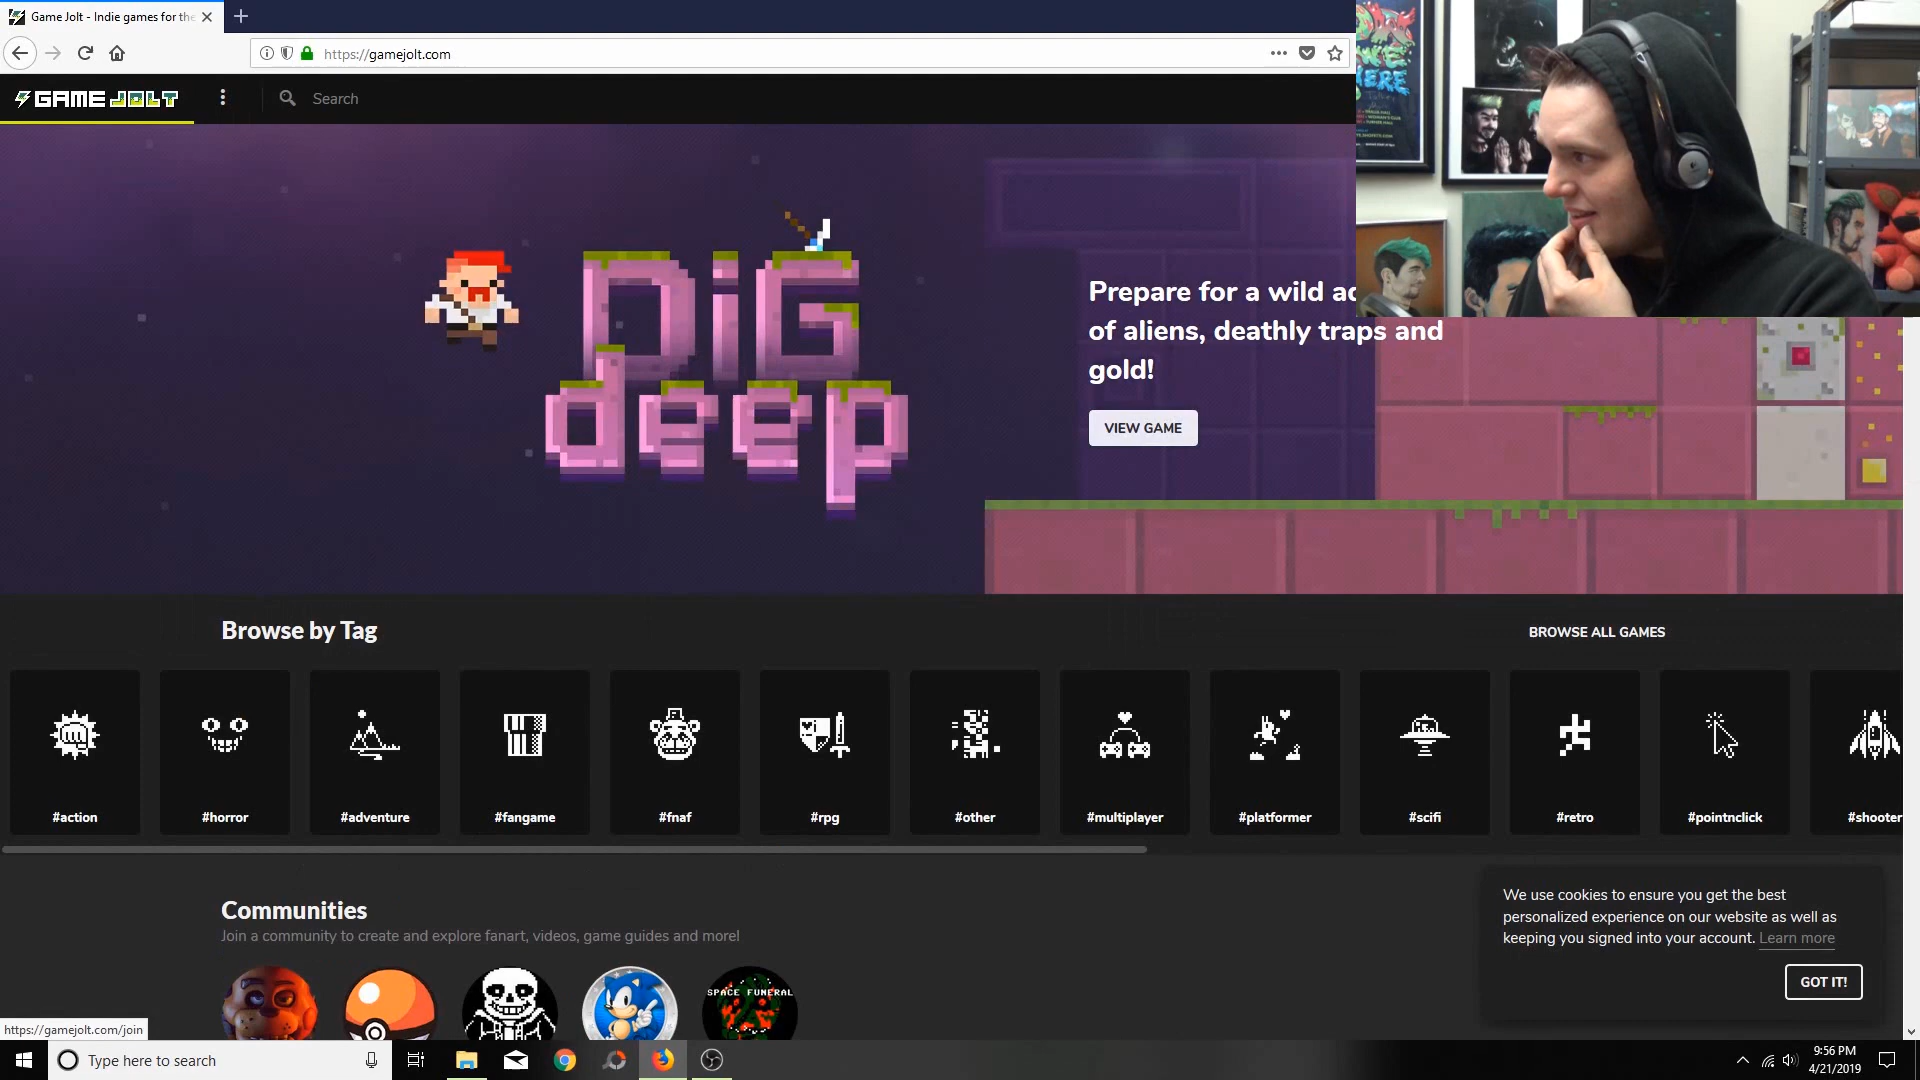 Game Jolt - Indie games for the
https://gamejolt.com
GAME JOLT
Search
DiG
deep
Prepare for a wild ad
of aliens, deathly traps and
gold!
VIEW GAME
Browse by Tag
BROWSE ALL GAMES
#action
#horror
#adventure
#fangame
#fnaf
#rpg
#other
#multiplayer
#platformer
#scifi
#retro
#pointnclick
#shooter
Communities
Join a community to create and explore fanart, videos, game guides and more!
SPACE FUNERAL
We use cookies to ensure you get the best
personalized experience on our website as well as
keeping you signed into your account. Learn more
GOT IT!
https://gamejolt.com/join
Type here to search
9:56 PM
4/21/2019